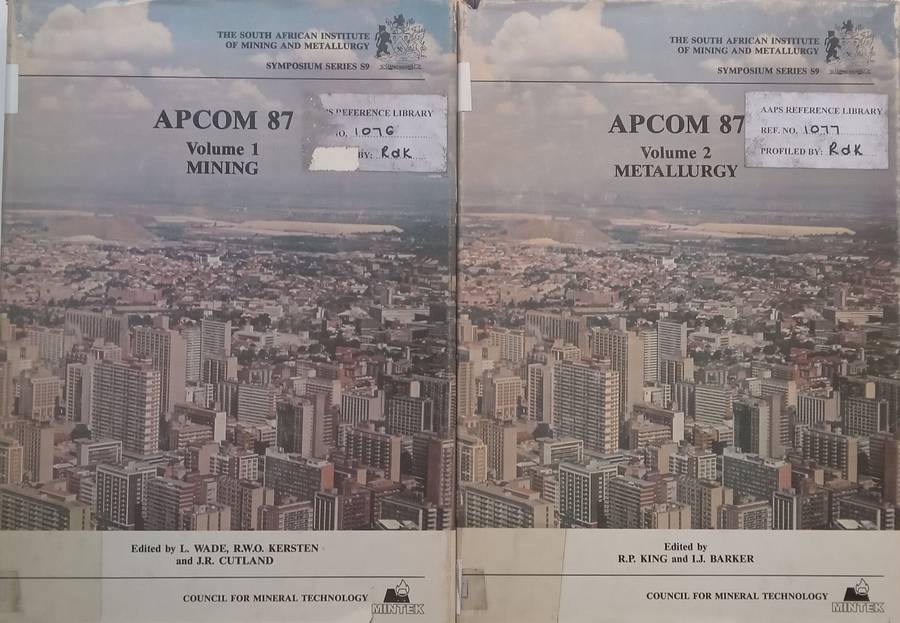 THE SOUTH AFRICAN INSTITUTE
OF MINING AND METALLURGY
SYMPOSIUM SERIES S9
APCOM 87
Volume 1
MINING
REFERENCE LIBRARY
NO. 1076
BY: RdK
Edited by L. WADE, R.W.O. KERSTEN
and J.R. CUTLAND
COUNCIL FOR MINERAL TECHNOLOGY
MINTEK
THE SOUTH AFRICAN INSTITUTE
OF MINING AND METALLURGY
SYMPOSIUM SERIES S9
APCOM 87
Volume 2
METALLURGY
AAPS REFERENCE LIBRARY
REF. NO. 1077
PROFILED BY: RdK
Edited by
R.P. KING and I.J. BARKER
COUNCIL FOR MINERAL TECHNOLOGY
MINTEK